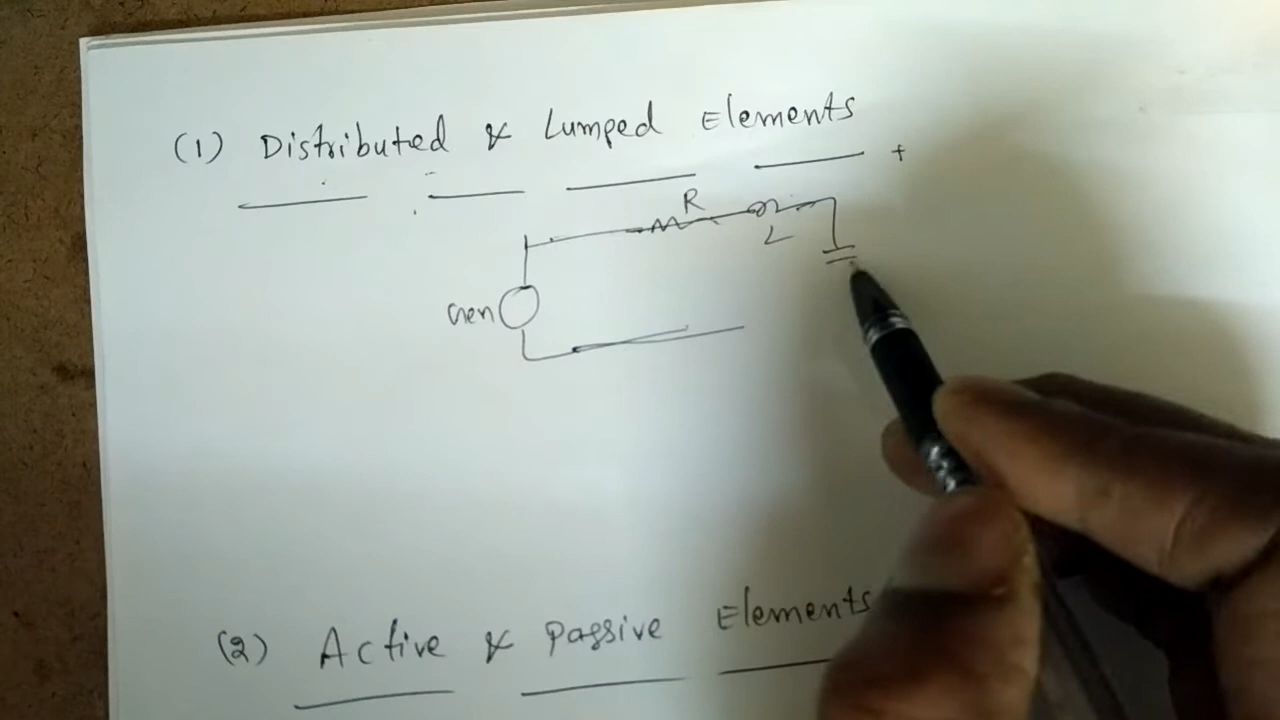 (1) Distributed & Lumped Elements
+
R
L
Gen
(2) Active & Passive Elements